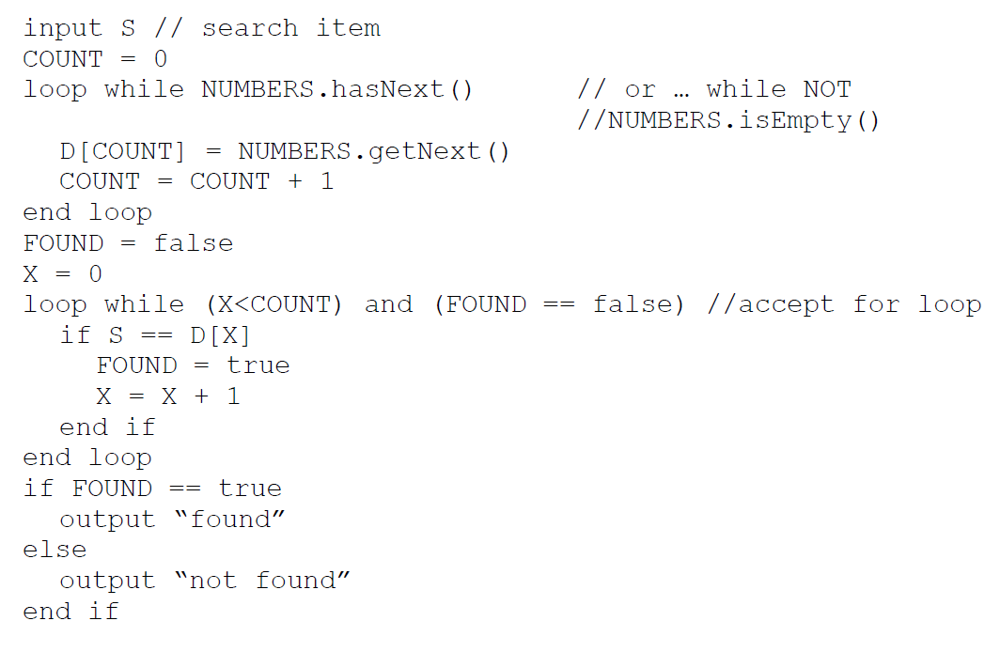 input S // search item
COUNT = 0
loop while NUMBERS.hasNext() // or … while NOT
//NUMBERS.isEmpty()
D[COUNT] = NUMBERS.getNext()
COUNT = COUNT + 1
end loop
FOUND = false
X = 0
loop while (X<COUNT) and (FOUND == false) //accept for loop
if S == D[X]
FOUND = true
X = X + 1
end if
end loop
if FOUND == true
output “found”
else
output “not found”
end if